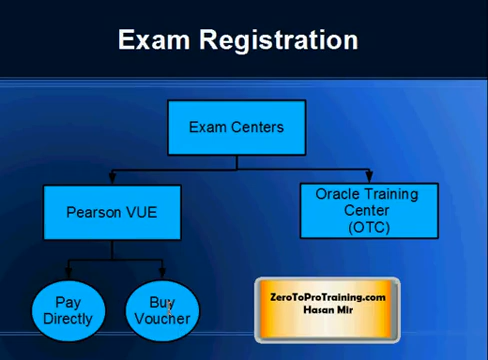 Exam Registration
Exam Centers
Pearson VUE
Oracle Training
Center
(OTC)
Pay
Directly
Buy
Voucher
ZeroToProTraining.com
Hasan Mir